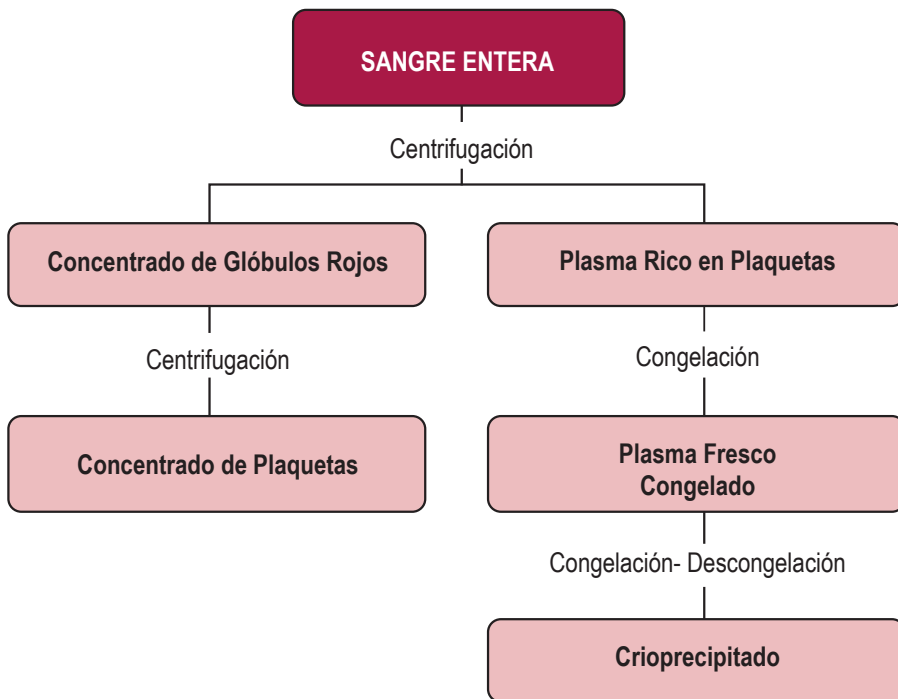 SANGRE ENTERA
Centrifugación
Concentrado de Glóbulos Rojos
Plasma Rico en Plaquetas
Centrifugación
Congelación
Concentrado de Plaquetas
Plasma Fresco
Congelado
Congelación- Descongelación
Crioprecipitado